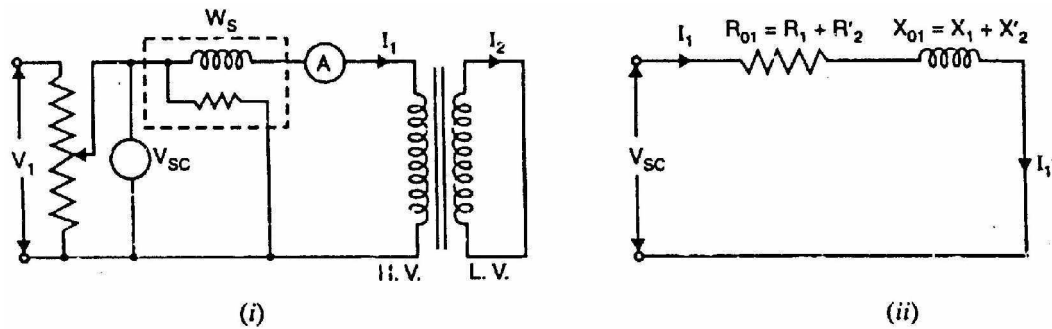 W_S
A
I_1
I_2
V_1
V_SC
H. V.
L. V.
(i)
I_1
R_01 = R_1 + R'_2
X_01 = X_1 + X'_2
V_SC
I_1'
(ii)